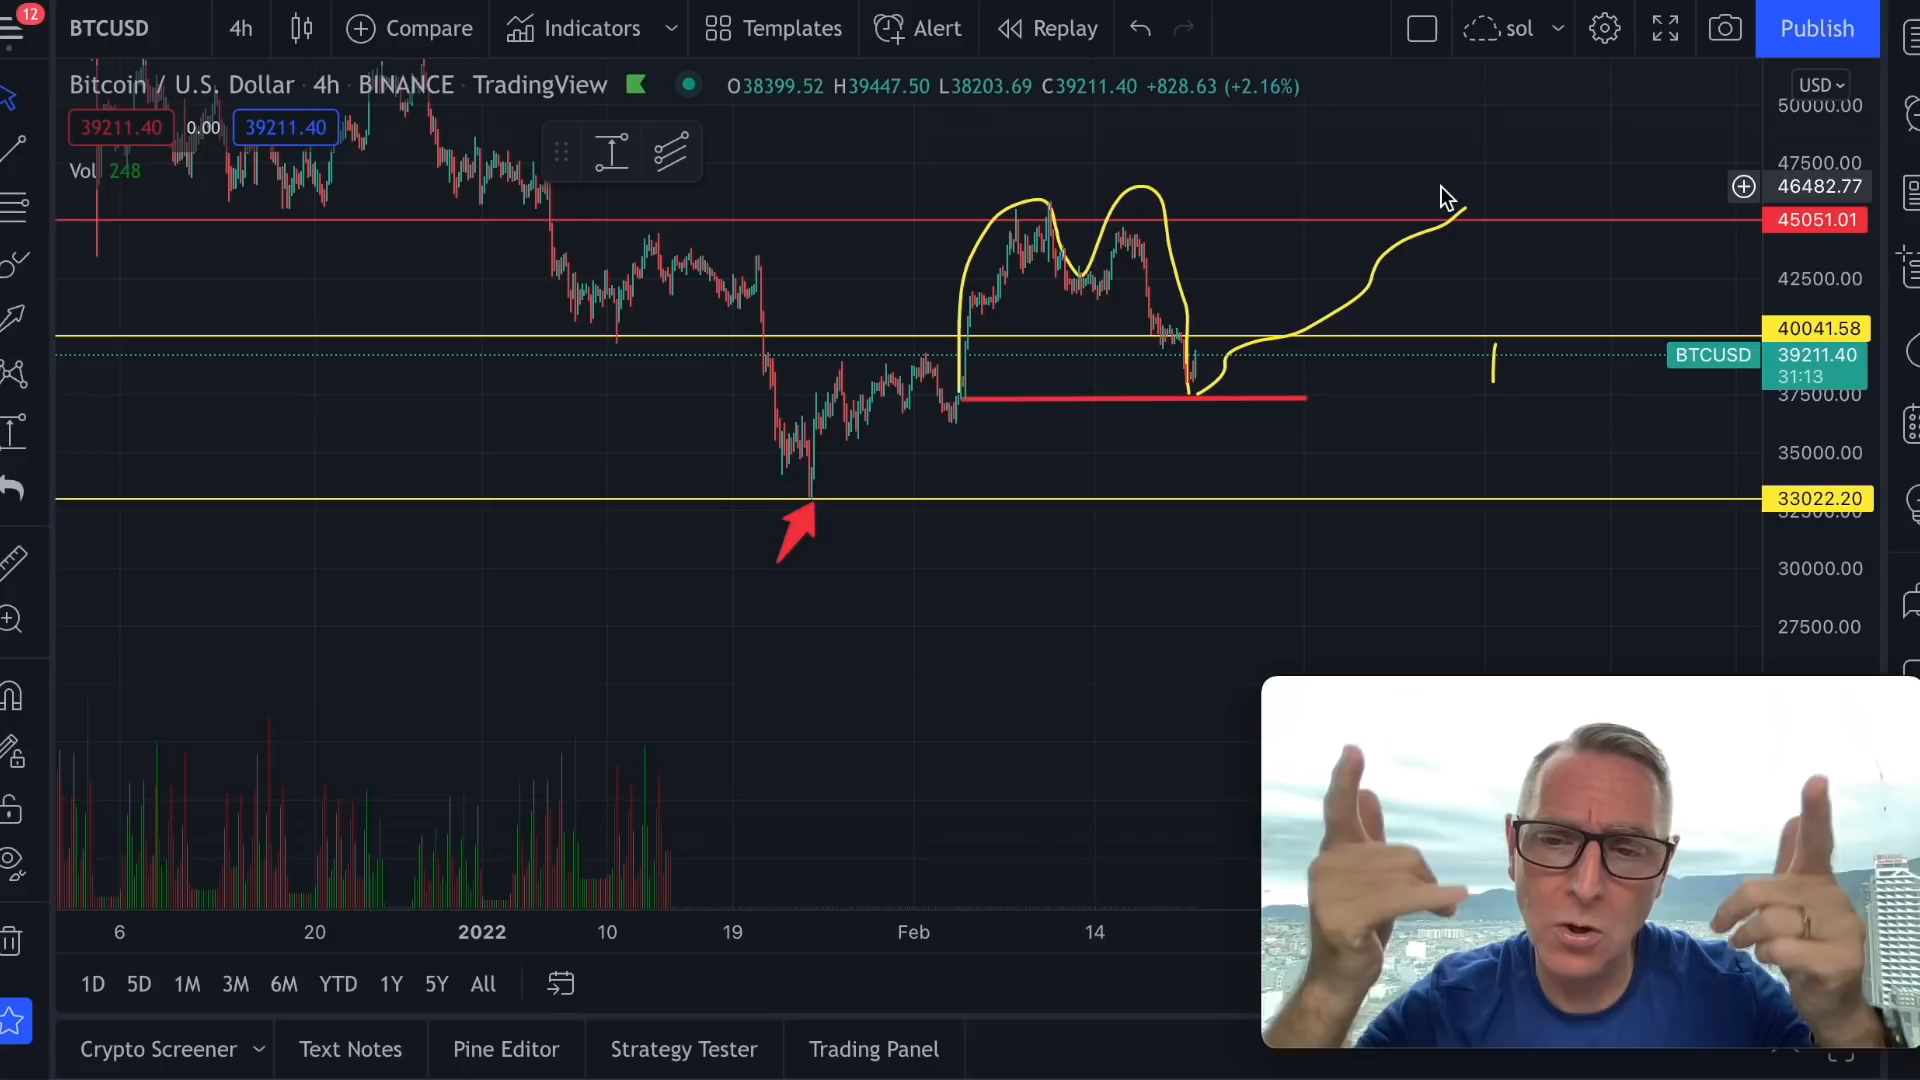 12
BTCUSD 4h Compare Indicators Templates Alert Replay sol Publish
Bitcoin / U.S. Dollar · 4h · BINANCE · TradingView O38399.52 H39447.50 L38203.69 C39211.40 +828.63 (+2.16%)
USD
50000.00
39211.40 0.00 39211.40
Vol 248
47500.00
46482.77
45051.01
42500.00
40041.58
BTCUSD 39211.40
31:13
37500.00
35000.00
33022.20
32500.00
30000.00
27500.00
6 20 2022 10 19 Feb 14
1D 5D 1M 3M 6M YTD 1Y 5Y All
Crypto Screener Text Notes Pine Editor Strategy Tester Trading Panel